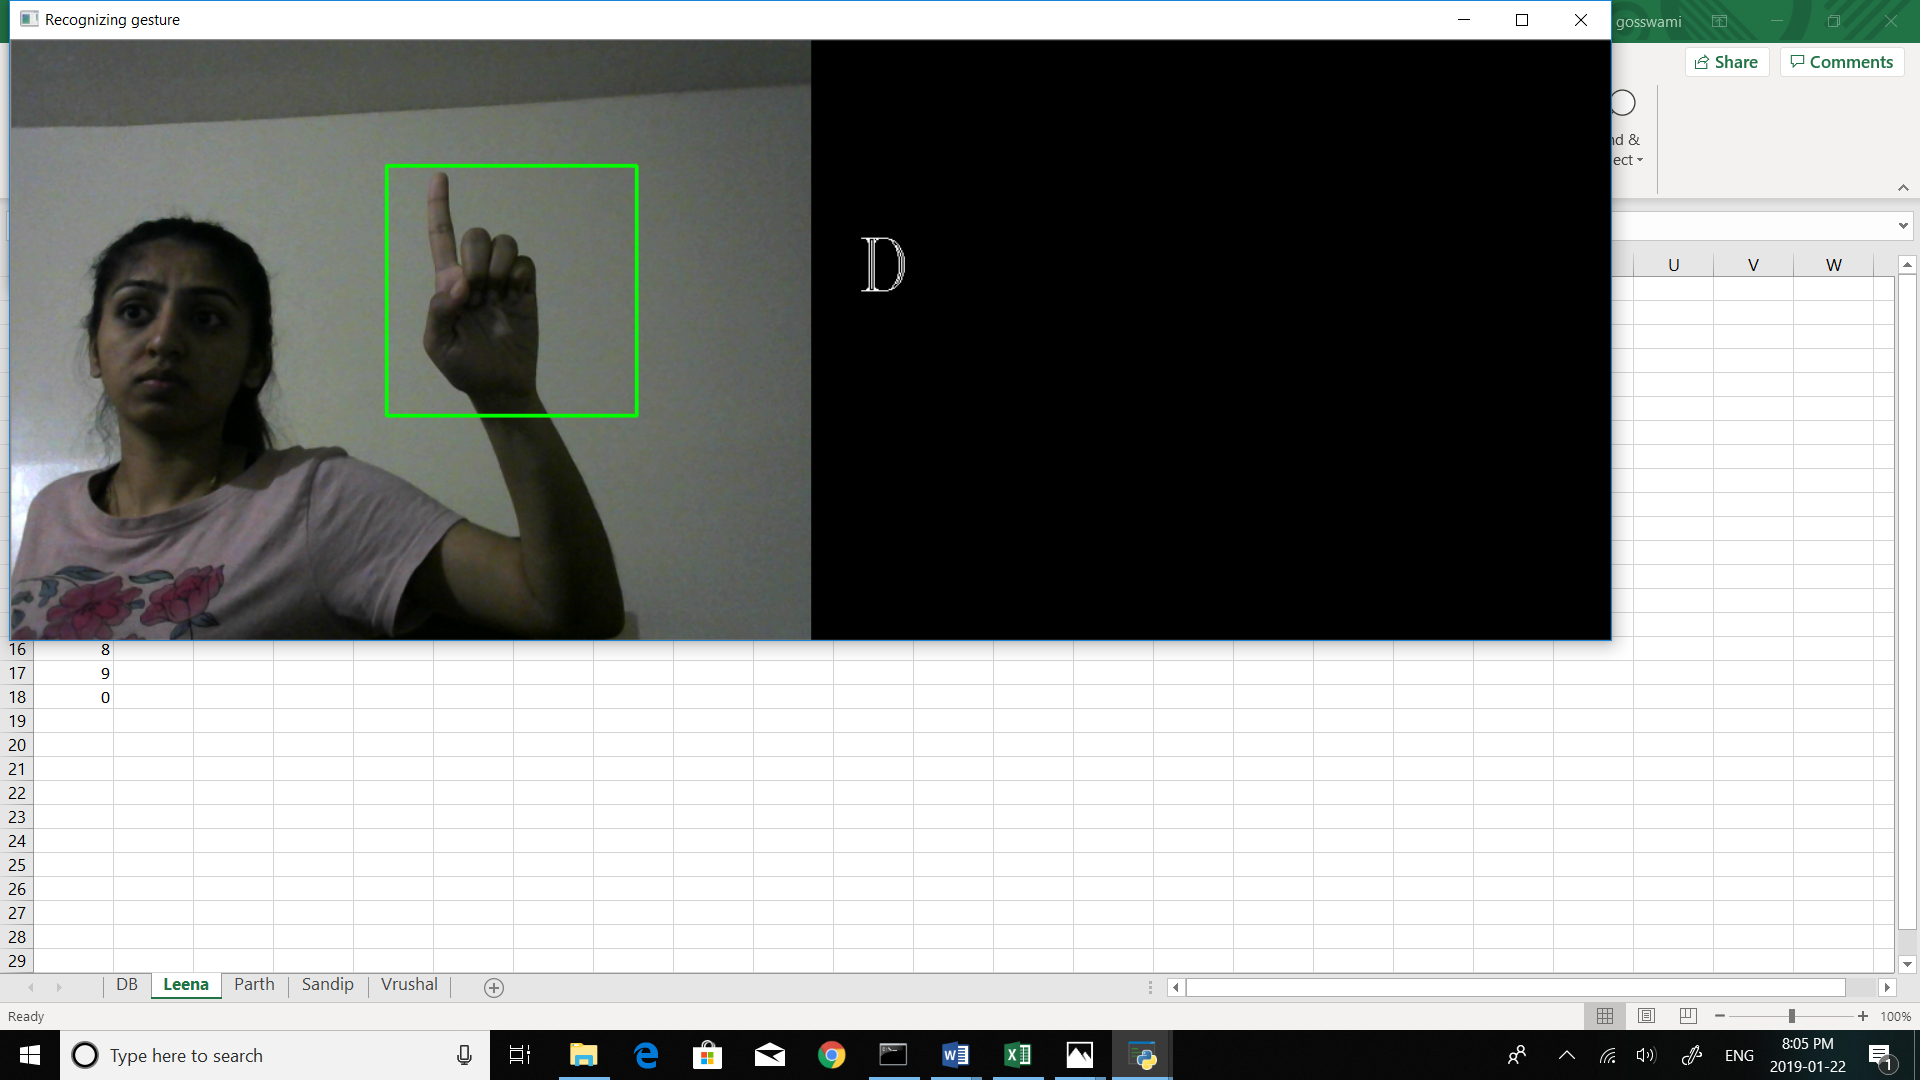 Recognizing gesture
gosswami
Share
Comments
nd &
ect
D
U V W
16 8
17 9
18 0
19
20
21
22
23
24
25
26
27
28
29
DB Leena Parth Sandip Vrushal
Ready
100%
Type here to search
ENG
8:05 PM
2019-01-22
1